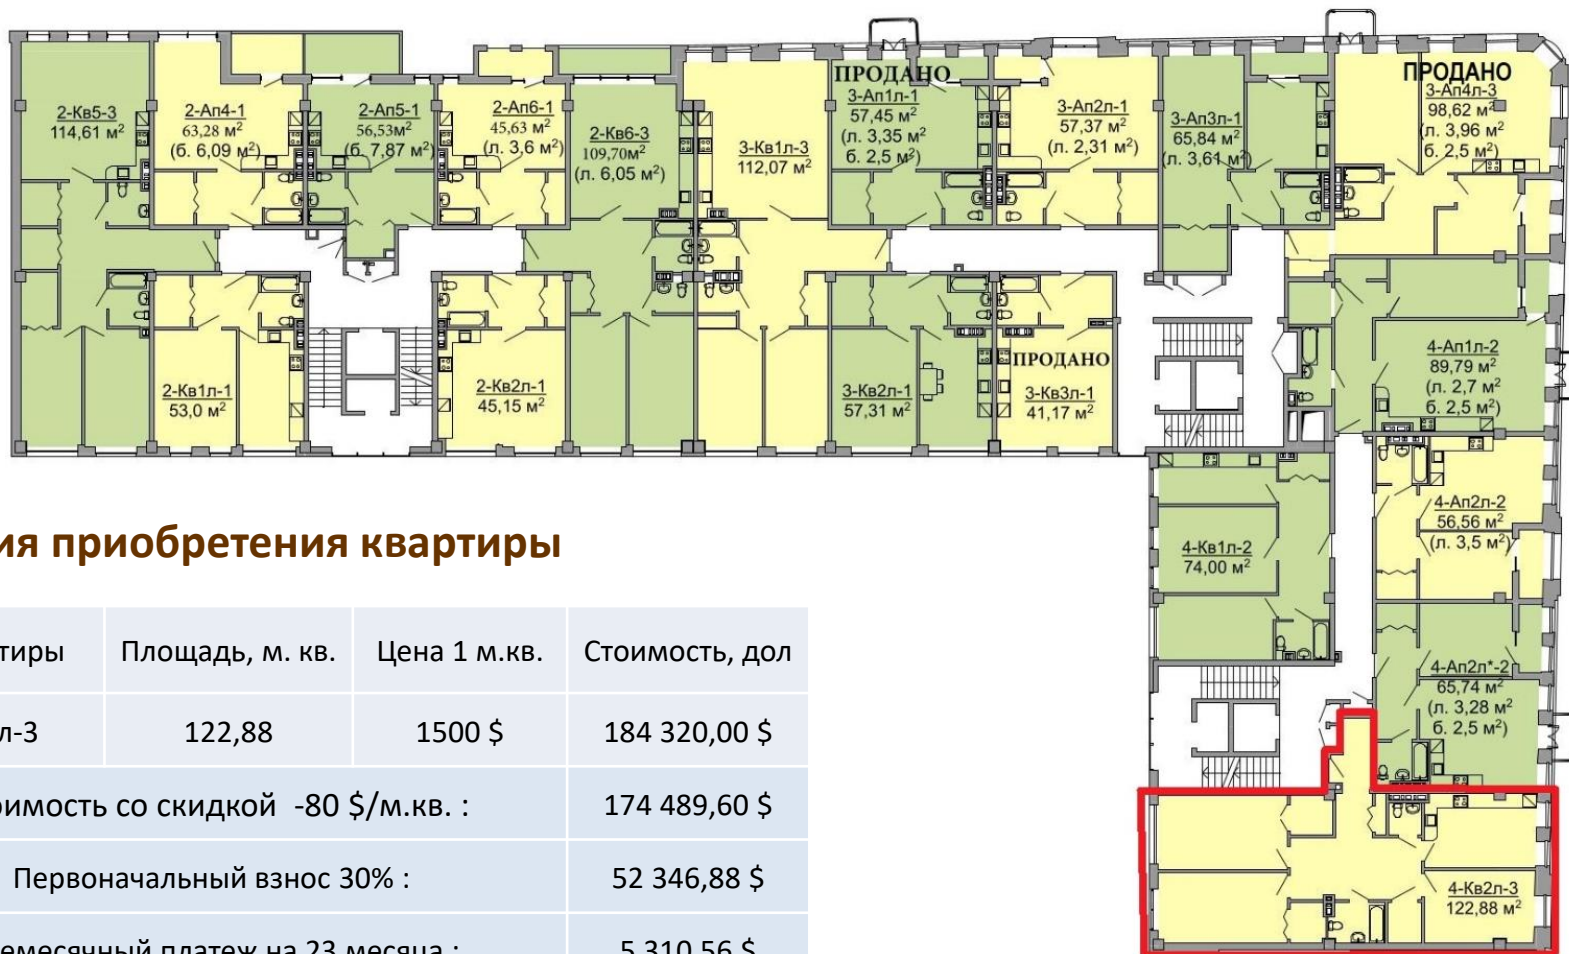 ПРОДАНО
ПРОДАНО
2-Кв5-3
114,61 м²
2-Ап4-1
63,28 м²
(б. 6,09 м²)
2-Ап5-1
56,53м²
(б. 7,87 м²)
2-Ап6-1
45,63 м²
(л. 3,6 м²)
2-Кв6-3
109,70м²
(л. 6,05 м²)
3-Кв1л-3
112,07 м²
3-Ап1л-1
57,45 м²
(л. 3,35 м²
б. 2,5 м²)
3-Ап2л-1
57,37 м²
(л. 2,31 м²)
3-Ап3л-1
65,84 м²
(л. 3,61 м²)
3-Ап4л-3
98,62 м²
(л. 3,96 м²
б. 2,5 м²)
2-Кв1л-1
53,0 м²
2-Кв2л-1
45,15 м²
3-Кв2л-1
57,31 м²
ПРОДАНО
3-Кв3л-1
41,17 м²
4-Ап1л-2
89,79 м²
(л. 2,7 м²
б. 2,5 м²)
4-Ап2л-2
56,56 м²
(л. 3,5 м²)
4-Кв1л-2
74,00 м²
4-Ап2л*-2
65,74 м²
(л. 3,28 м²
б. 2,5 м²)
4-Кв2л-3
122,88 м²
ия приобретения квартиры
тиры Площадь, м. кв. Цена 1 м.кв. Стоимость, дол
л-3 122,88 1500 $ 184 320,00 $
оимость со скидкой -80 $/м.кв. : 174 489,60 $
Первоначальный взнос 30% : 52 346,88 $
емесячный платеж на 23 месяца : 5 310,56 $